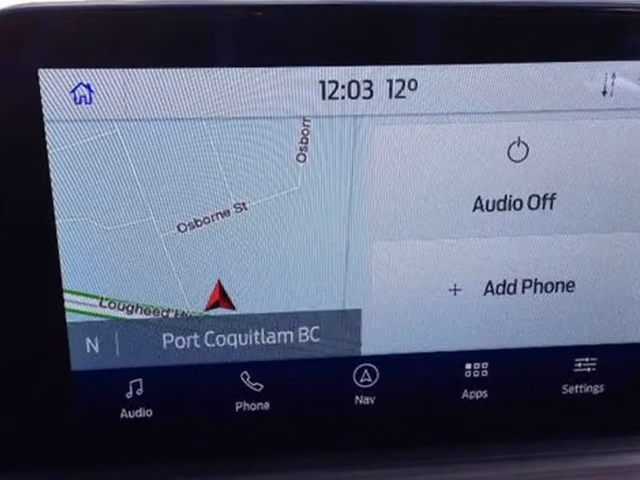 12:03 12°
Osborn
Osborne St
Audio Off
+ Add Phone
Lougheed
N | Port Coquitlam BC
Audio
Phone
Nav
Apps
Settings